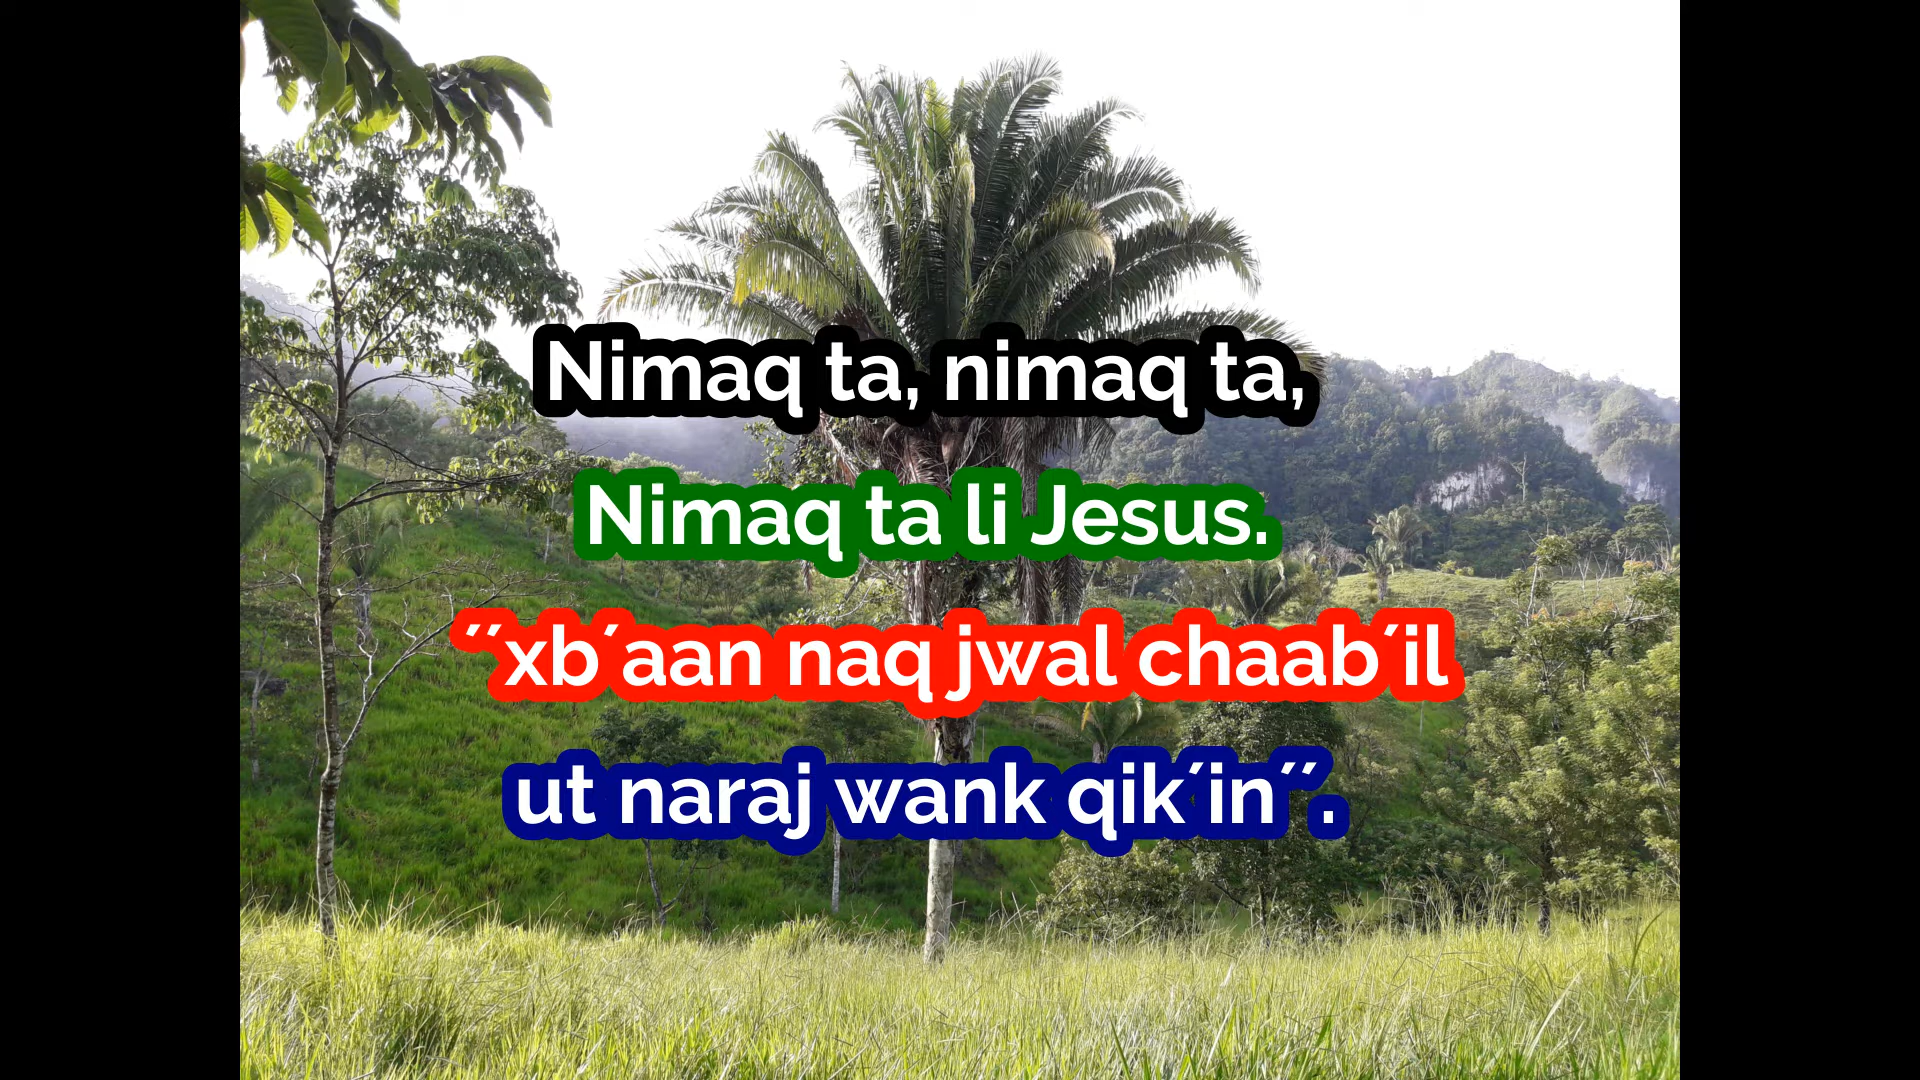 Nimaq ta, nimaq ta,
Nimaq ta li Jesus.
´´xb´aan naq jwal chaab´il
ut naraj wank qik´in´´.